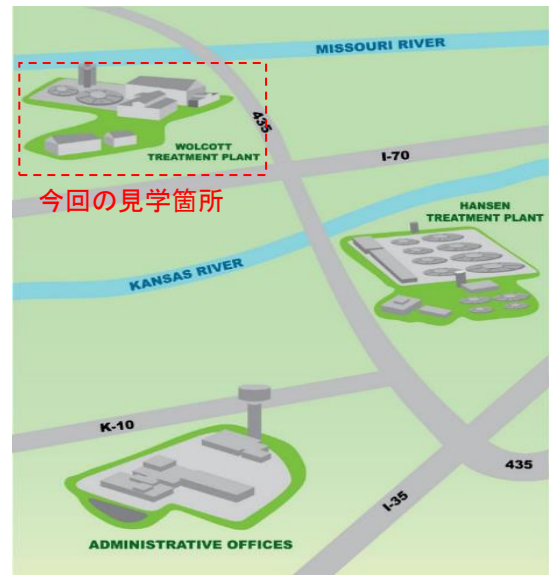 MISSOURI RIVER
435
WOLCOTT
TREATMENT PLANT
I-70
今回の見学箇所
HANSEN
TREATMENT PLANT
KANSAS RIVER
K-10
435
I-35
ADMINISTRATIVE OFFICES